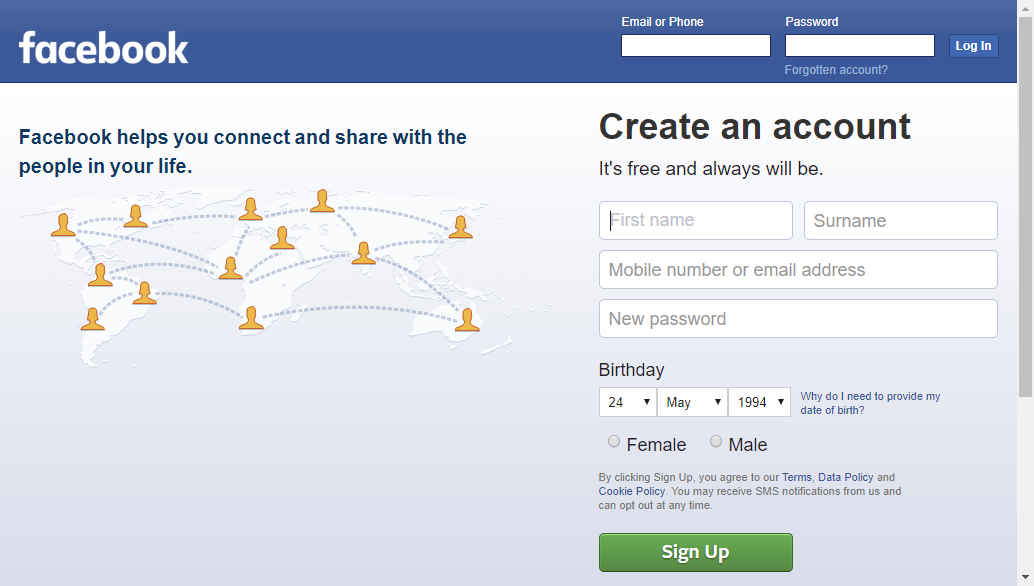 facebook
Email or Phone
Password
Log In
Forgotten account?
Facebook helps you connect and share with the
people in your life.
Create an account
It's free and always will be.
First name
Surname
Mobile number or email address
New password
Birthday
24 May 1994
Why do I need to provide my
date of birth?
Female Male
By clicking Sign Up, you agree to our Terms, Data Policy and
Cookie Policy. You may receive SMS notifications from us and
can opt out at any time.
Sign Up